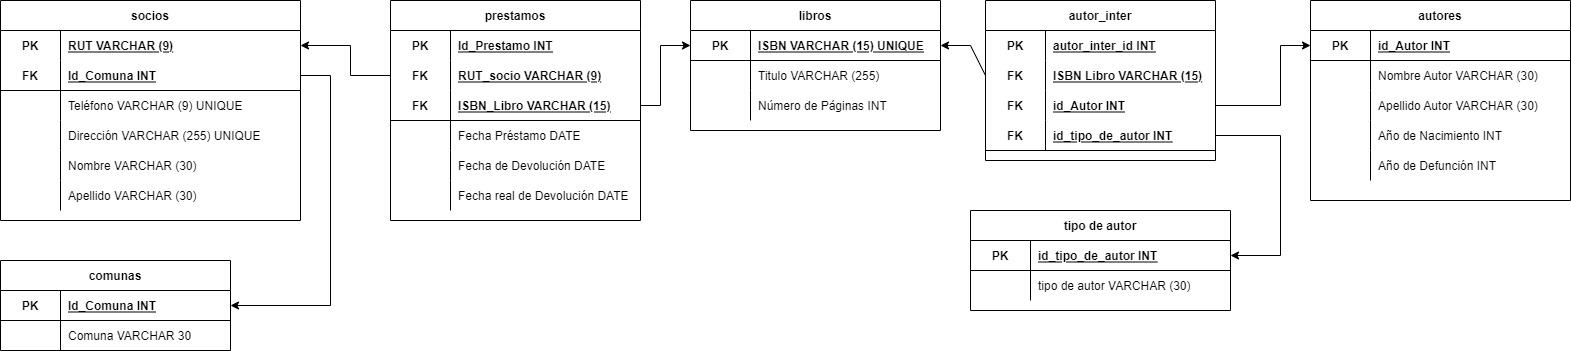 socios
PK RUT VARCHAR (9)
FK Id_Comuna INT
Teléfono VARCHAR (9) UNIQUE
Dirección VARCHAR (255) UNIQUE
Nombre VARCHAR (30)
Apellido VARCHAR (30)
prestamos
PK Id_Prestamo INT
FK RUT_socio VARCHAR (9)
FK ISBN_Libro VARCHAR (15)
Fecha Préstamo DATE
Fecha de Devolución DATE
Fecha real de Devolución DATE
libros
PK ISBN VARCHAR (15) UNIQUE
Titulo VARCHAR (255)
Número de Páginas INT
autor_inter
PK autor_inter_id INT
FK ISBN Libro VARCHAR (15)
FK id_Autor INT
FK id_tipo_de_autor INT
autores
PK id_Autor INT
Nombre Autor VARCHAR (30)
Apellido Autor VARCHAR (30)
Año de Nacimiento INT
Año de Defunción INT
comunas
PK Id_Comuna INT
Comuna VARCHAR 30
tipo de autor
PK id_tipo_de_autor INT
tipo de autor VARCHAR (30)